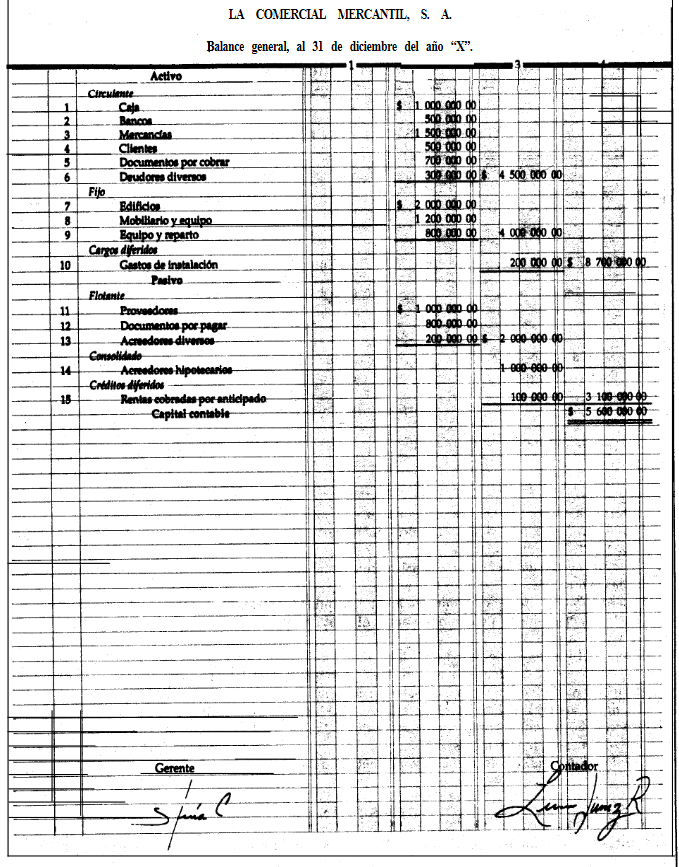 LA COMERCIAL MERCANTIL, S. A.
Balance general, al 31 de diciembre del año “X”.
1 3 4
Activo
Circulante
1 Caja $ 1 000 000 00
2 Bancos 500 000 00
3 Mercancías 1 500 000 00
4 Clientes 500 000 00
5 Documentos por cobrar 700 000 00
6 Deudores diversos 300 000 00 $ 4 500 000 00
Fijo
7 Edificios $ 2 000 000 00
8 Mobiliario y equipo 1 200 000 00
9 Equipo y reparto 800 000 00 4 000 000 00
Cargos diferidos
10 Gastos de instalación 200 000 00 $ 8 700 000 00
Pasivo
Flotante
11 Proveedores $ 1 000 000 00
12 Documentos por pagar 800 000 00
13 Acreedores diversos 200 000 00 $ 2 000 000 00
Consolidado
14 Acreedores hipotecarios 1 000 000 00
Créditos diferidos
15 Rentas cobradas por anticipado 100 000 00 3 100 000 00
Capital contable $ 5 600 000 00
Gerente Contador